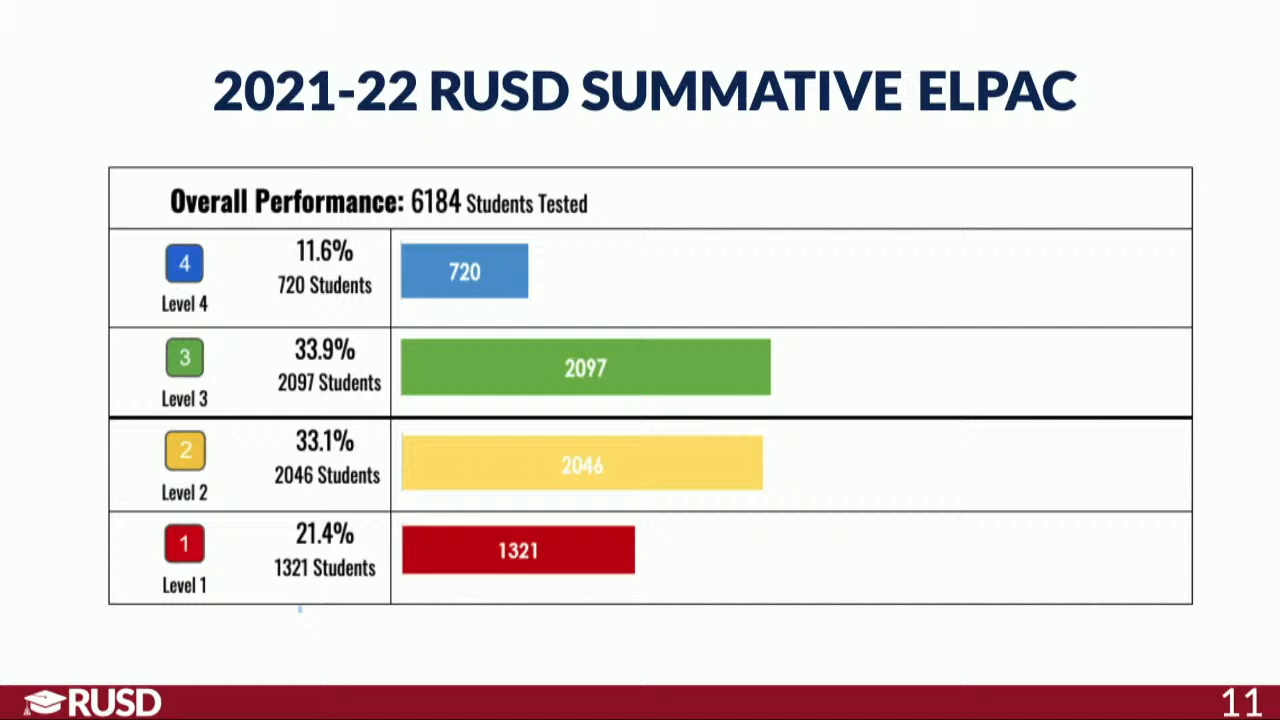 2021-22 RUSD SUMMATIVE ELPAC
Overall Performance: 6184 Students Tested
4
Level 4
11.6%
720 Students
720
3
Level 3
33.9%
2097 Students
2097
2
Level 2
33.1%
2046 Students
2046
1
Level 1
21.4%
1321 Students
1321
RUSD
11